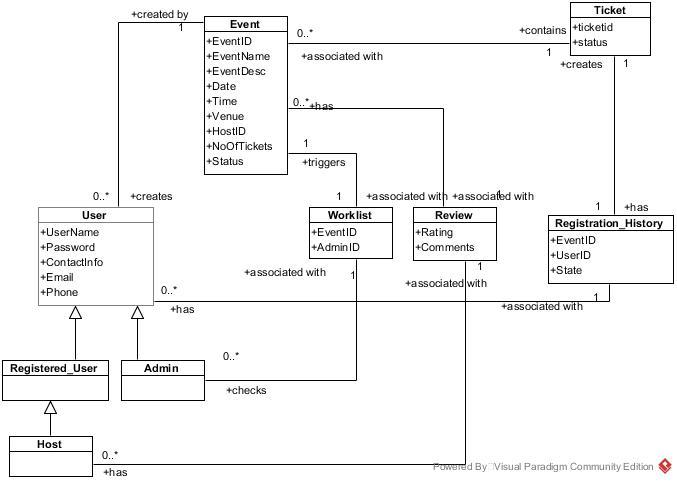 +created by
1
Event
+EventID
+EventName
+EventDesc
+Date
+Time
+Venue
+HostID
+NoOfTickets
+Status
0..*
+associated with
+contains
1
Ticket
+ticketid
+status
+creates
1
0..*
+has
1
+triggers
0..*
+creates
1
+associated with
+associated with
1
1
+has
User
+UserName
+Password
+ContactInfo
+Email
+Phone
Worklist
+EventID
+AdminID
Review
+Rating
+Comments
Registration_History
+EventID
+UserID
+State
+associated with
1
1
+associated with
0..*
+has
1
+associated with
Registered_User
Admin
0..*
+checks
Host
0..*
+has
Powered By Visual Paradigm Community Edition